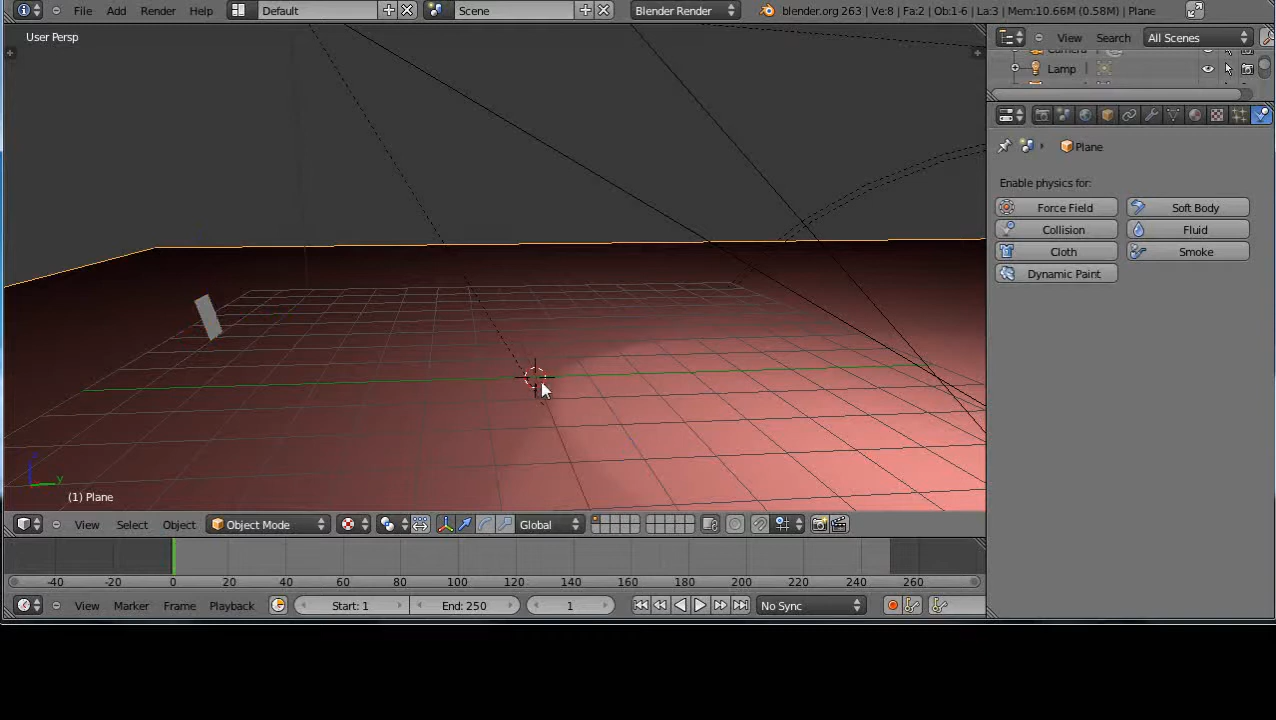 File Add Render Help Default Scene Blender Render blender.org 263 | Ve:8 | Fa:2 | Ob:1-6 | La:3 | Mem:10.66M (0.58M) | Plane
User Persp
View Search All Scenes
Lamp
Plane
Enable physics for:
Force Field Soft Body
Collision Fluid
Cloth Smoke
Dynamic Paint
y
(1) Plane
View Select Object Object Mode Global
-40 -20 0 20 40 60 80 100 120 140 160 180 200 220 240 260
View Marker Frame Playback Start: 1 End: 250 1 No Sync